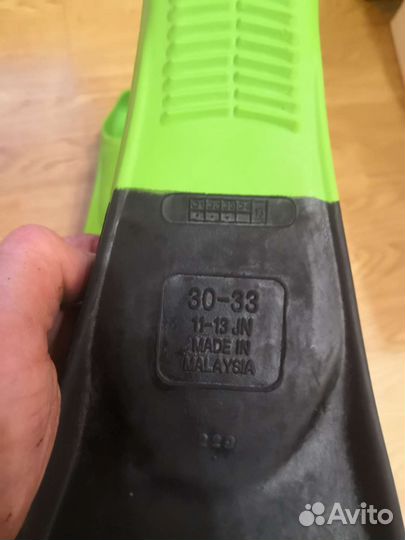 30-33
11-13 JN
MADE IN
MALAYSIA
Avito